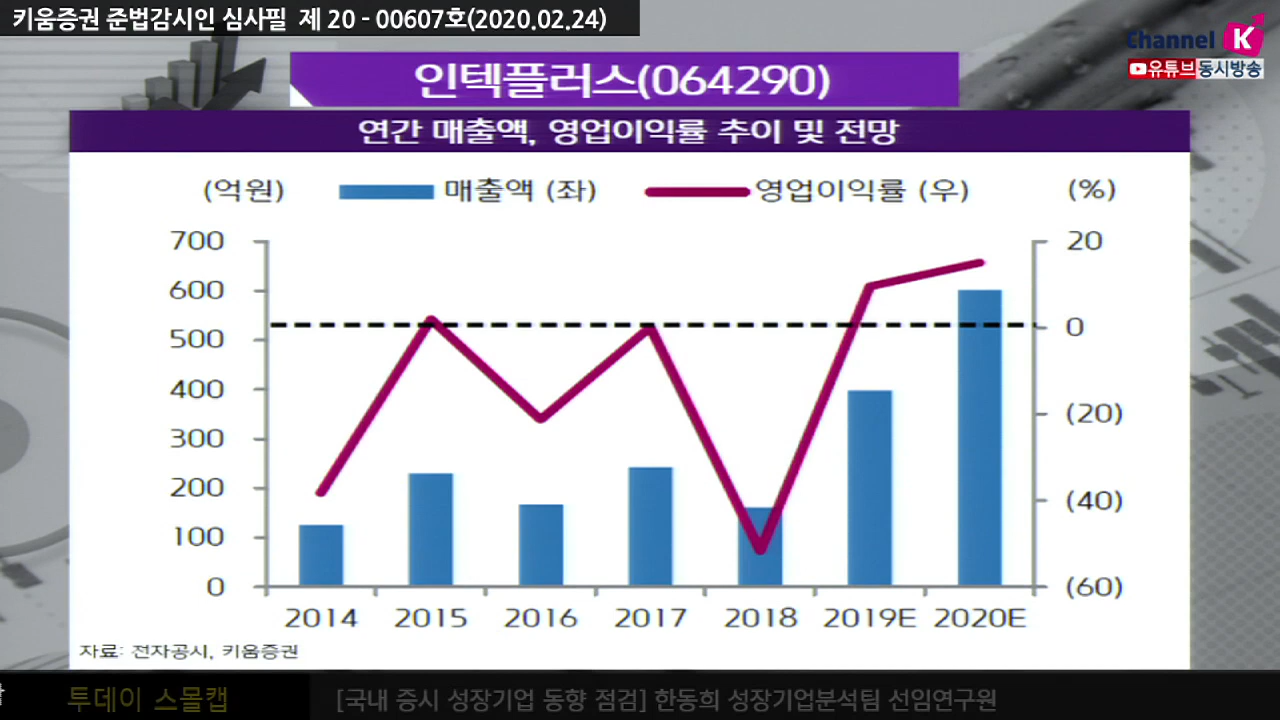 키움증권 준법감시인 심사필 제 20 - 00607호(2020.02.24)
Channel K
유튜브 동시방송
인텍플러스(064290)
연간 매출액, 영업이익률 추이 및 전망
(억원) 매출액 (좌) 영업이익률 (우) (%)
700 20
600
500 0
400
300 (20)
200 (40)
100
0 (60)
2014 2015 2016 2017 2018 2019E 2020E
자료: 전자공시, 키움증권
투데이 스몰캡 [국내 증시 성장기업 동향 점검] 한동희 성장기업분석팀 선임연구원